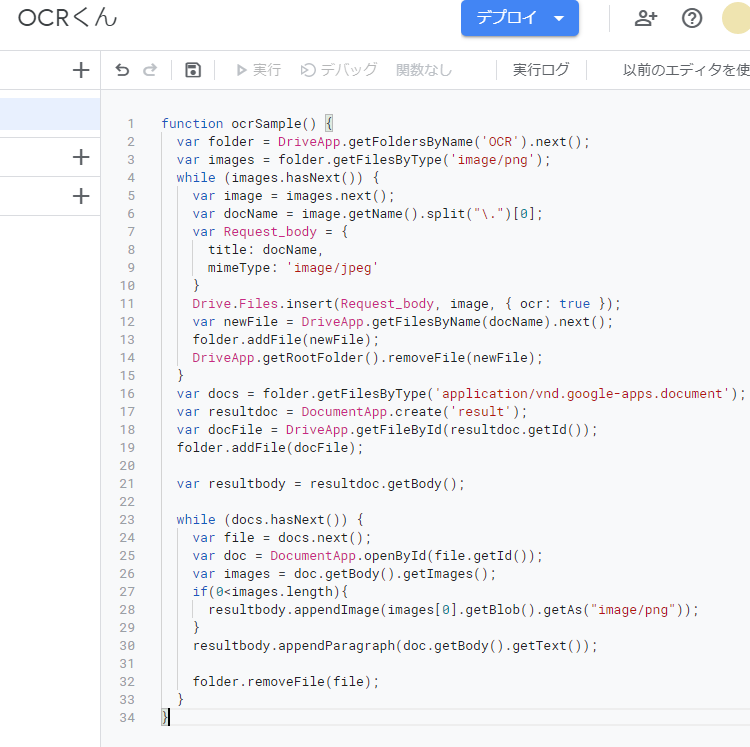 OCRくん
デプロイ
実行 デバッグ 関数なし 実行ログ 以前のエディタを使
1 function ocrSample() {
2 var folder = DriveApp.getFoldersByName('OCR').next();
3 var images = folder.getFilesByType('image/png');
4 while (images.hasNext()) {
5 var image = images.next();
6 var docName = image.getName().split("\.")[0];
7 var Request_body = {
8 title: docName,
9 mimeType: 'image/jpeg'
10 }
11 Drive.Files.insert(Request_body, image, { ocr: true });
12 var newFile = DriveApp.getFilesByName(docName).next();
13 folder.addFile(newFile);
14 DriveApp.getRootFolder().removeFile(newFile);
15 }
16 var docs = folder.getFilesByType('application/vnd.google-apps.document');
17 var resultdoc = DocumentApp.create('result');
18 var docFile = DriveApp.getFileById(resultdoc.getId());
19 folder.addFile(docFile);
20
21 var resultbody = resultdoc.getBody();
22
23 while (docs.hasNext()) {
24 var file = docs.next();
25 var doc = DocumentApp.openById(file.getId());
26 var images = doc.getBody().getImages();
27 if(0<images.length){
28 resultbody.appendImage(images[0].getBlob().getAs("image/png"));
29 }
30 resultbody.appendParagraph(doc.getBody().getText());
31
32 folder.removeFile(file);
33 }
34 }